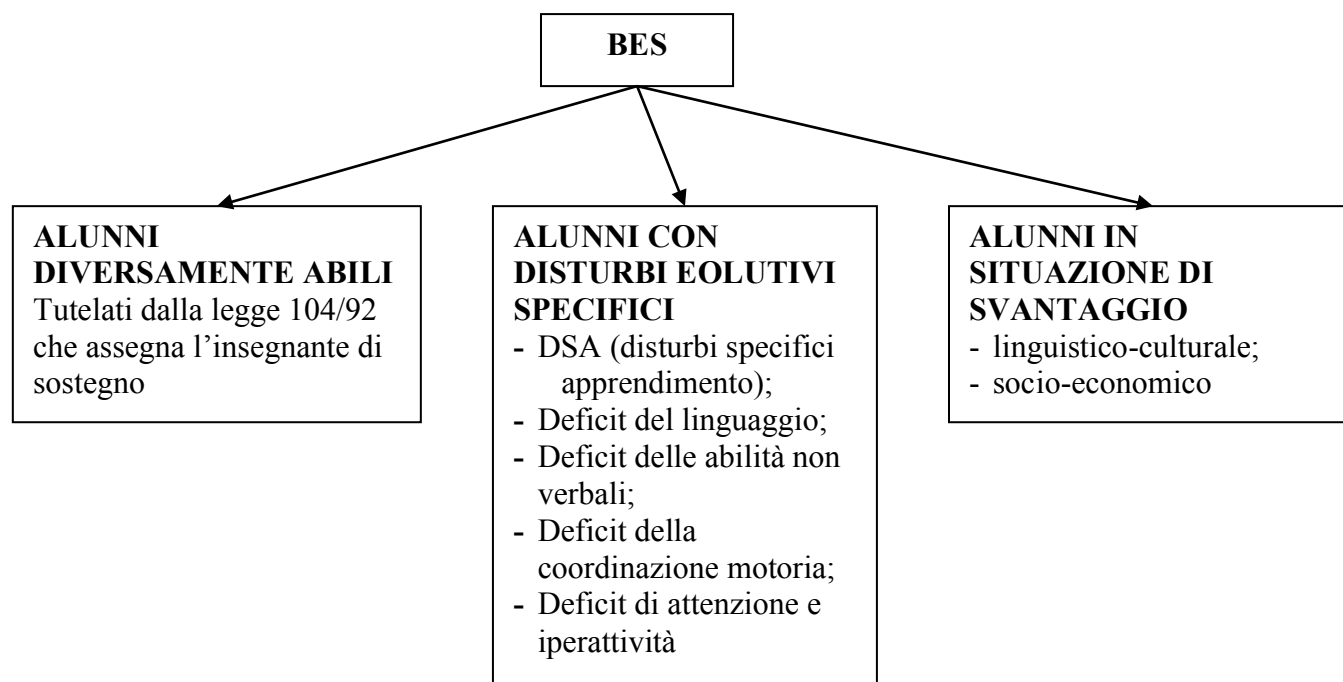 BES
ALUNNI
DIVERSAMENTE ABILI
Tutelati dalla legge 104/92
che assegna l’insegnante di
sostegno
ALUNNI CON
DISTURBI EOLUTIVI
SPECIFICI
- DSA (disturbi specifici
apprendimento);
- Deficit del linguaggio;
- Deficit delle abilità non
verbali;
- Deficit della
coordinazione motoria;
- Deficit di attenzione e
iperattività
ALUNNI IN
SITUAZIONE DI
SVANTAGGIO
- linguistico-culturale;
- socio-economico